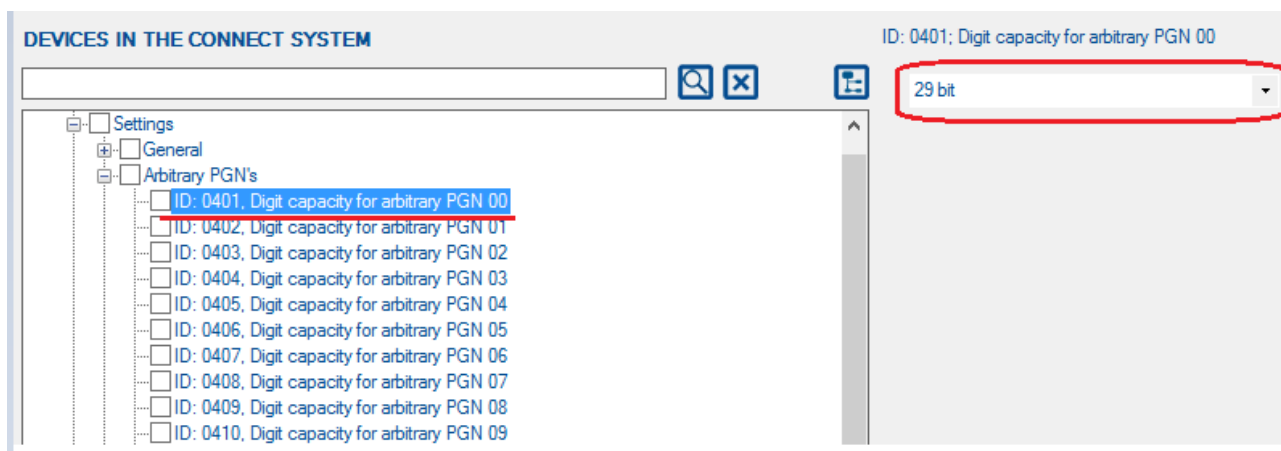 DEVICES IN THE CONNECT SYSTEM
ID: 0401; Digit capacity for arbitrary PGN 00
29 bit
Settings
General
Arbitrary PGN's
ID: 0401, Digit capacity for arbitrary PGN 00
ID: 0402, Digit capacity for arbitrary PGN 01
ID: 0403, Digit capacity for arbitrary PGN 02
ID: 0404, Digit capacity for arbitrary PGN 03
ID: 0405, Digit capacity for arbitrary PGN 04
ID: 0406, Digit capacity for arbitrary PGN 05
ID: 0407, Digit capacity for arbitrary PGN 06
ID: 0408, Digit capacity for arbitrary PGN 07
ID: 0409, Digit capacity for arbitrary PGN 08
ID: 0410, Digit capacity for arbitrary PGN 09